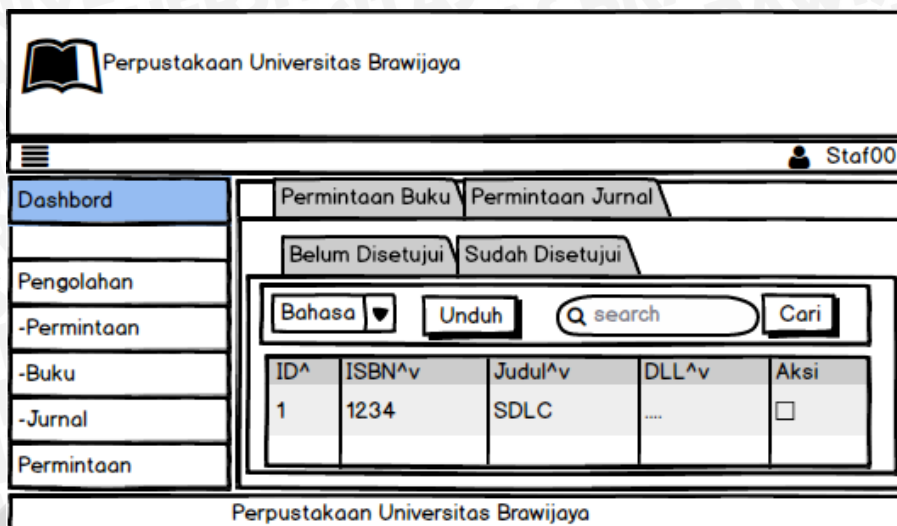 Perpustakaan Universitas Brawijaya
Staf00
Dashbord
Pengolahan
-Permintaan
-Buku
-Jurnal
Permintaan
Permintaan Buku Permintaan Jurnal
Belum Disetujui Sudah Disetujui
Bahasa Unduh search Cari
ID^ ISBN^v Judul^v DLL^v Aksi
1 1234 SDLC ....
Perpustakaan Universitas Brawijaya